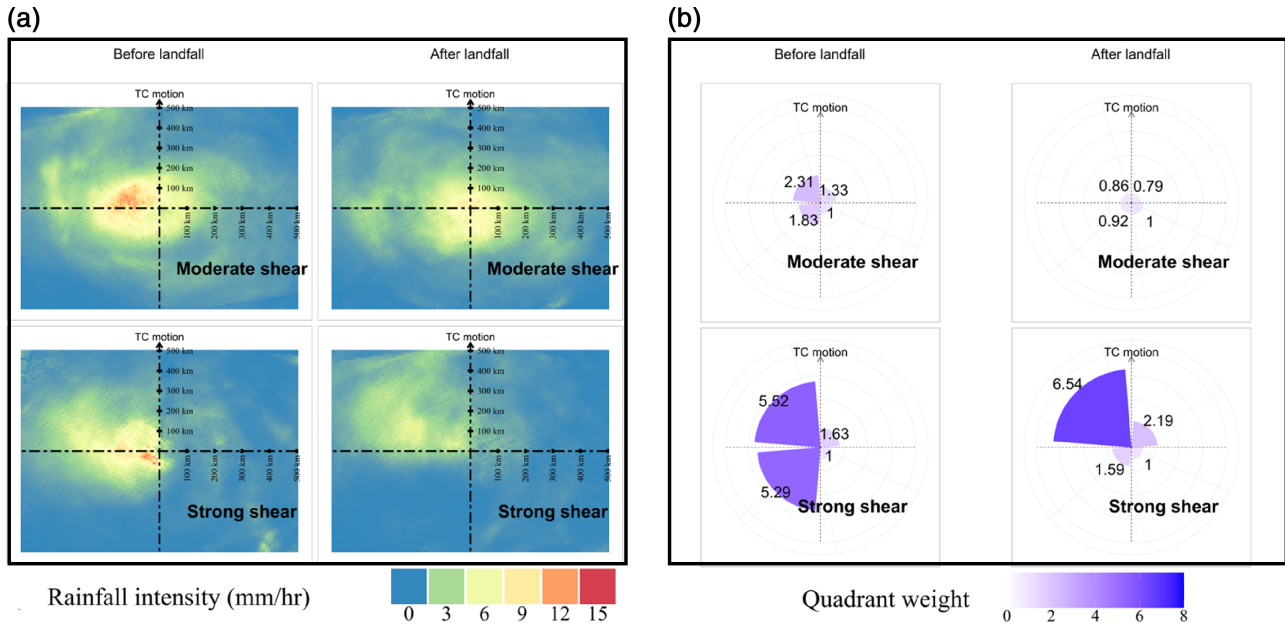 (a)
Before landfall After landfall
TC motion
500 km
400 km
300 km
200 km
100 km
100 km 200 km 300 km 400 km 500 km
Moderate shear
TC motion
500 km
400 km
300 km
200 km
100 km
100 km 200 km 300 km 400 km 500 km
Moderate shear
TC motion
500 km
400 km
300 km
200 km
100 km
100 km 200 km 300 km 400 km 500 km
Strong shear
TC motion
500 km
400 km
300 km
200 km
100 km
100 km 200 km 300 km 400 km 500 km
Strong shear
Rainfall intensity (mm/hr)
0 3 6 9 12 15
(b)
Before landfall After landfall
TC motion
2.31 1.33
1.83 1
Moderate shear
TC motion
0.86 0.79
0.92 1
Moderate shear
TC motion
5.52 1.63
5.29 1
Strong shear
TC motion
6.54 2.19
1.59 1
Strong shear
Quadrant weight
0 2 4 6 8